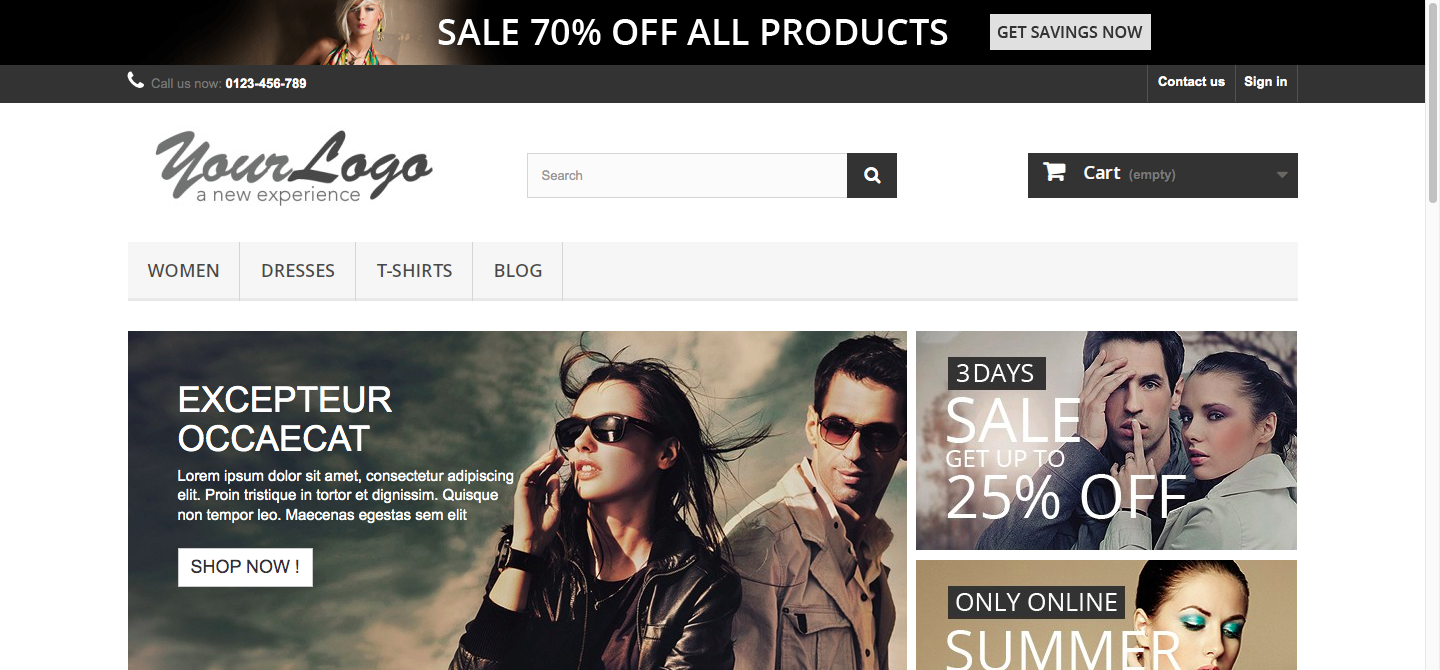 SALE 70% OFF ALL PRODUCTS
GET SAVINGS NOW
Call us now: 0123-456-789
Contact us
Sign in
YourLogo
a new experience
Search
Cart (empty)
WOMEN
DRESSES
T-SHIRTS
BLOG
EXCEPTEUR
OCCAECAT
Lorem ipsum dolor sit amet, consectetur adipiscing
elit. Proin tristique in tortor et dignissim. Quisque
non tempor leo. Maecenas egestas sem elit
SHOP NOW !
3DAYS
SALE
GET UP TO
25% OFF
ONLY ONLINE
SUMMER